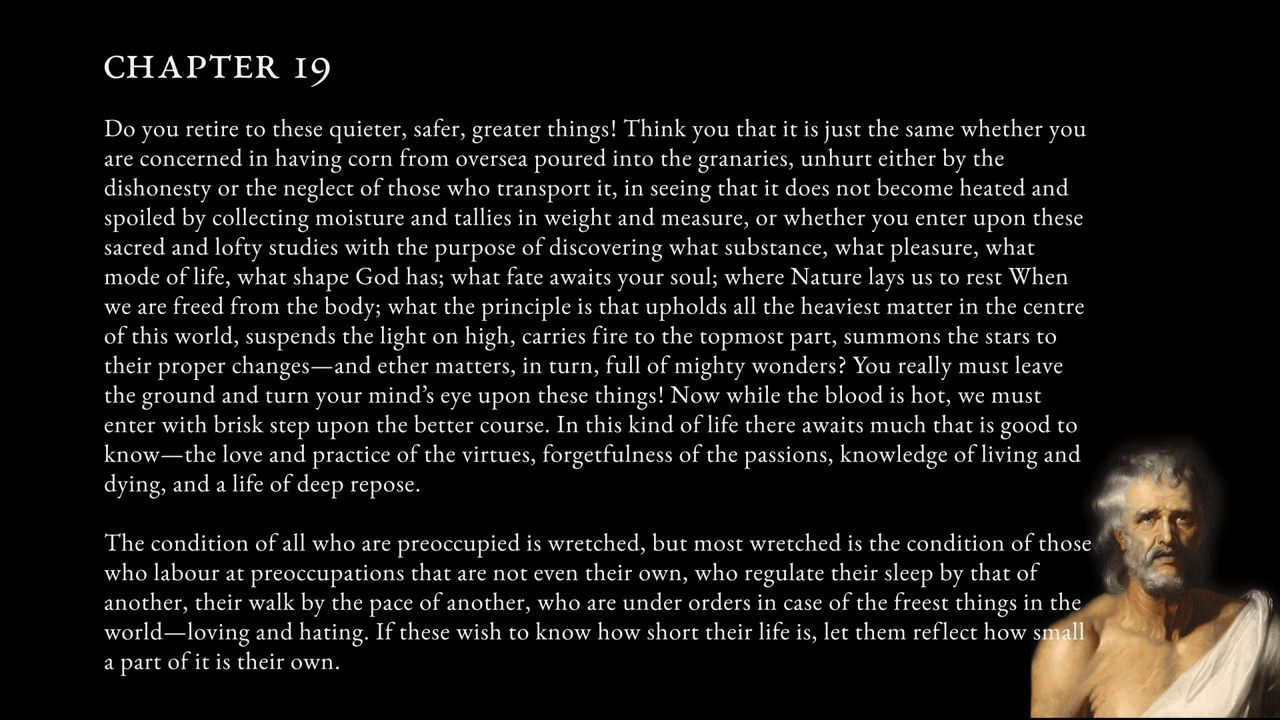 CHAPTER 19
Do you retire to these quieter, safer, greater things! Think you that it is just the same whether you
are concerned in having corn from oversea poured into the granaries, unhurt either by the
dishonesty or the neglect of those who transport it, in seeing that it does not become heated and
spoiled by collecting moisture and tallies in weight and measure, or whether you enter upon these
sacred and lofty studies with the purpose of discovering what substance, what pleasure, what
mode of life, what shape God has; what fate awaits your soul; where Nature lays us to rest When
we are freed from the body; what the principle is that upholds all the heaviest matter in the centre
of this world, suspends the light on high, carries fire to the topmost part, summons the stars to
their proper changes—and ether matters, in turn, full of mighty wonders? You really must leave
the ground and turn your mind’s eye upon these things! Now while the blood is hot, we must
enter with brisk step upon the better course. In this kind of life there awaits much that is good to
know—the love and practice of the virtues, forgetfulness of the passions, knowledge of living and
dying, and a life of deep repose.
The condition of all who are preoccupied is wretched, but most wretched is the condition of those
who labour at preoccupations that are not even their own, who regulate their sleep by that of
another, their walk by the pace of another, who are under orders in case of the freest things in the
world—loving and hating. If these wish to know how short their life is, let them reflect how small
a part of it is their own.